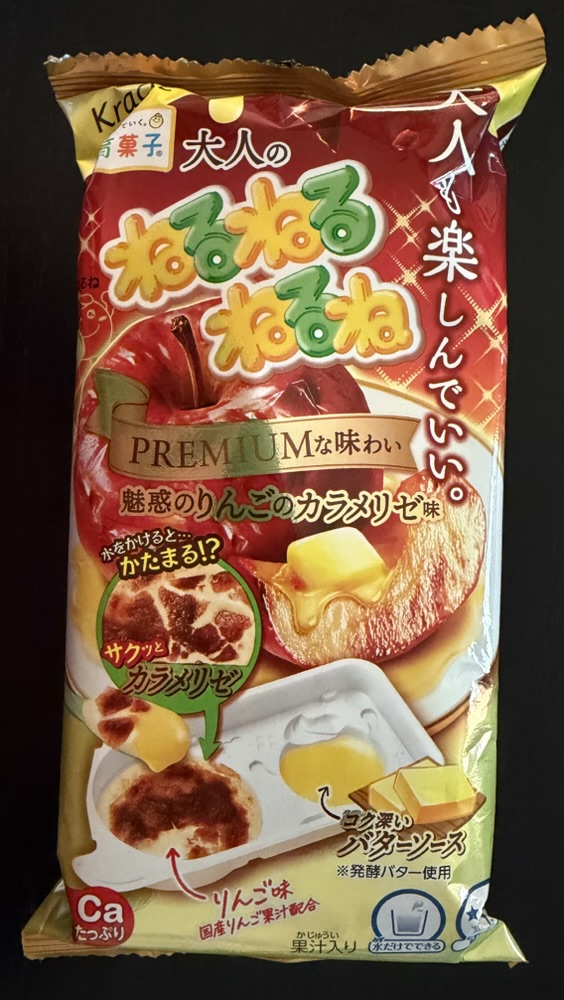 育菓子®
大人の
ねるねる
ねるね
大人も楽しんでいい。
PREMIUMな味わい
魅惑のりんごのカラメリゼ味
水をかけると…
かたまる!?
サクッと
カラメリゼ
コク深い
バターソース
※発酵バター使用
りんご味
国産りんご果汁配合
Ca
たっぷり
かじゅうい
果汁入り
水だけでできる